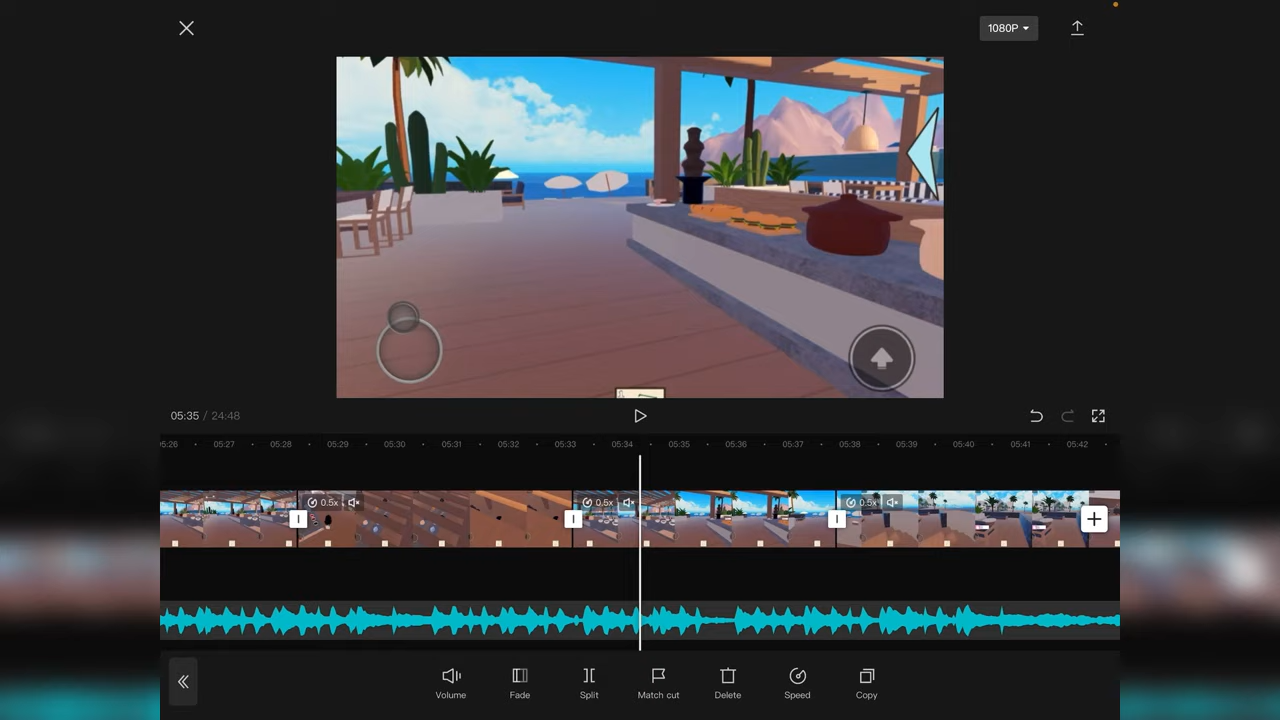 1080P
05:35 / 24:48
05:26 05:27 05:28 05:29 05:30 05:31 05:32 05:33 05:34 05:35 05:36 05:37 05:38 05:39 05:40 05:41 05:42
0.5x 0.5x 0.5x
Volume Fade Split Match cut Delete Speed Copy